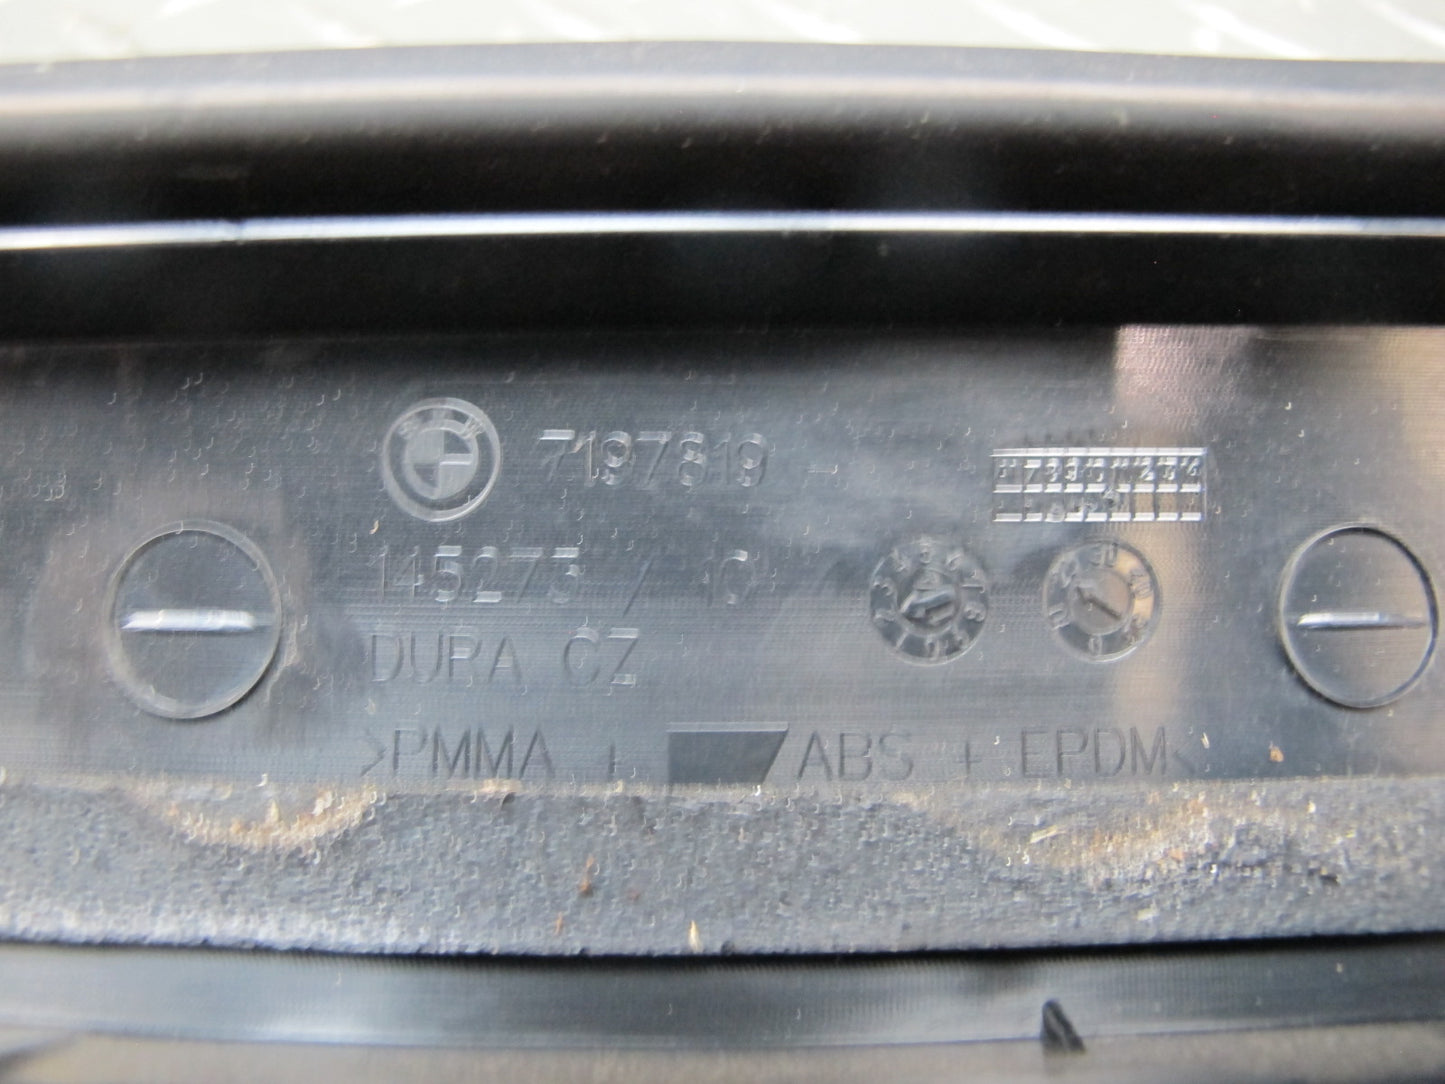 7197819 -
145273 / 10
DURA CZ
>PMMA + ABS + EPDM<